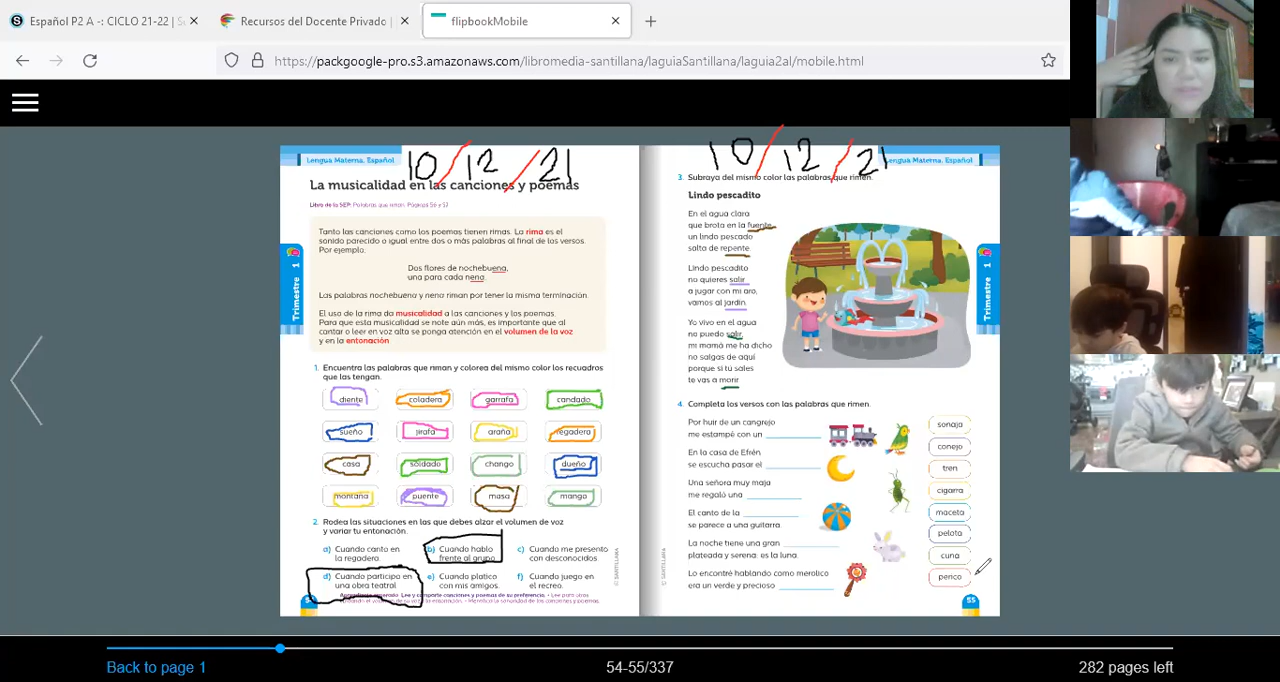 Español P2 A -: CICLO 21-22 | S
Recursos del Docente Privado |
flipbookMobile
https://packgoogle-pro.s3.amazonaws.com/libromedia-santillana/laguiaSantillana/laguia2al/mobile.html
Lengua Materna. Español
10/12/21
La musicalidad en las canciones y poemas
Libro de la SEP: Palabras que riman. Páginas 56 y 57
Tanto las canciones como los poemas tienen rimas. La rima es el
sonido parecido o igual entre dos o más palabras al final de los versos.
Por ejemplo:
Dos flores de nochebuena,
una para cada nena.
Las palabras nochebuena y nena riman por tener la misma terminación.
El uso de la rima da musicalidad a las canciones y los poemas.
Para que esta musicalidad se note aún más, es importante que al
cantar o leer en voz alta se ponga atención en el volumen de la voz
y en la entonación
Trimestre 1
1. Encuentra las palabras que riman y colorea del mismo color los recuadros
que las tengan.
diente coladera garrafa candado
sueño jirafa araña regadera
casa soldado chango dueño
montaña puente masa mango
2. Rodea las situaciones en las que debes alzar el volumen de voz
y variar tu entonación.
a) Cuando canto en
la regadera.
b) Cuando hablo
frente al grupo.
c) Cuando me presento
con desconocidos.
d) Cuando participo en
una obra teatral.
e) Cuando platico
con mis amigos.
f) Cuando juego en
el recreo.
© SANTILLANA
10/12/21
Lengua Materna. Español
3. Subraya del mismo color las palabras que rimen.
Lindo pescadito
En el agua clara
que brota en la fuente
un lindo pescado
salta de repente.
Lindo pescadito
no quieres salir
a jugar con mi aro,
vamos al jardín.
Yo vivo en el agua
no puedo salir,
mi mamá me ha dicho
no salgas de aquí
porque si tú sales
te vas a morir
Trimestre 1
4. Completa los versos con las palabras que rimen.
Por huir de un cangrejo
me estampé con un
En la casa de Efrén
se escucha pasar el
Una señora muy maja
me regaló una
El canto de la
se parece a una guitarra.
La noche tiene una gran
plateada y serena: es la luna.
Lo encontré hablando como merolico
era un verde y precioso
sonaja
conejo
tren
cigarra
maceta
pelota
cuna
perico
© SANTILLANA
55
Back to page 1
54-55/337
282 pages left